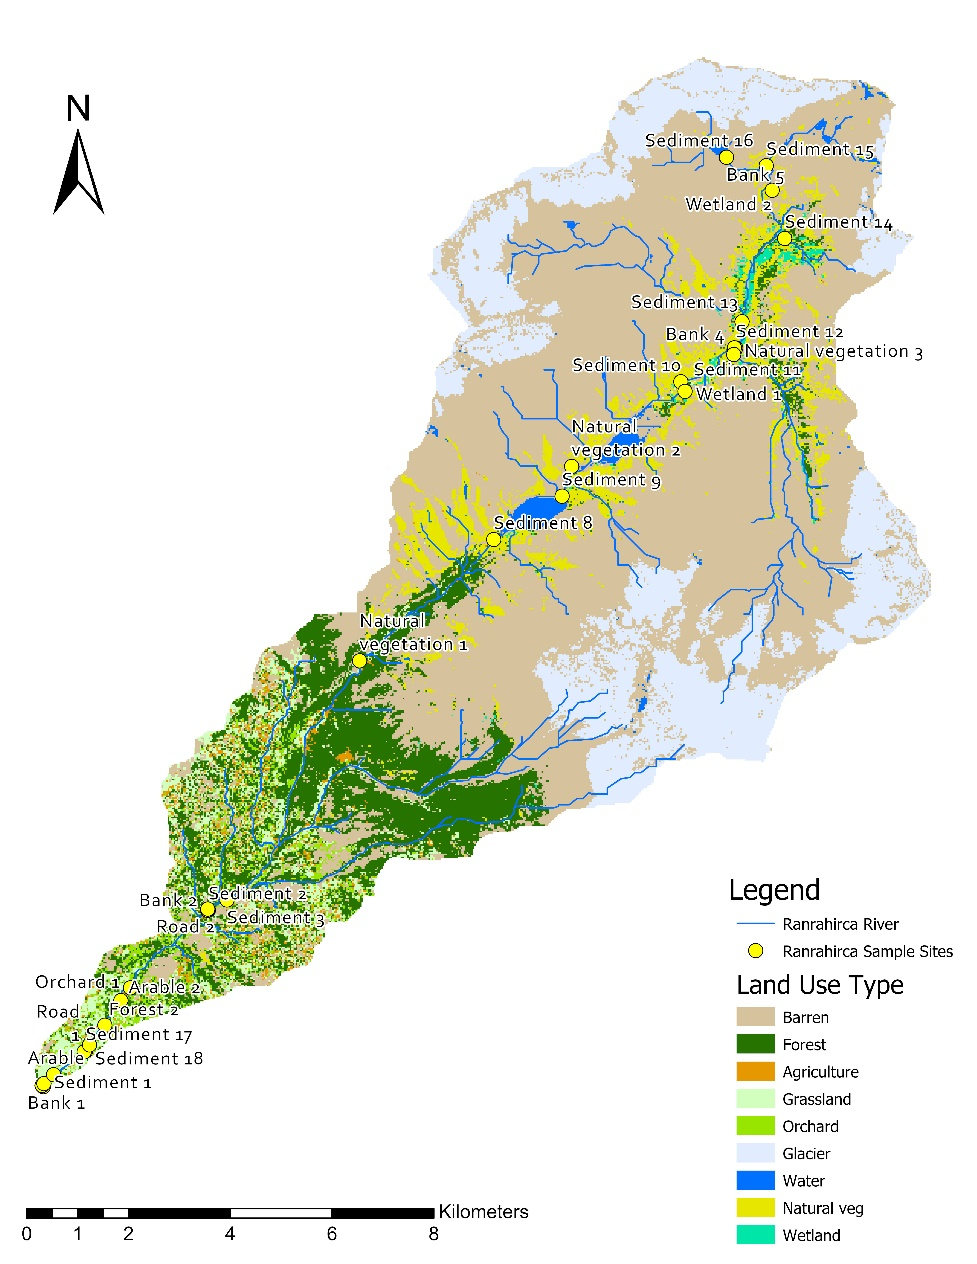 N
Sediment 16
Sediment 15
Bank 5
Wetland 2
Sediment 14
Sediment 13
Bank 4
Sediment 12
Natural vegetation 3
Sediment 10
Sediment 11
Wetland 1
Natural
vegetation 2
Sediment 9
Sediment 8
Natural
vegetation 1
Bank 2
Sediment 2
Sediment 3
Road 2
Orchard 1
Arable 2
Road
1
Forest 2
Sediment 17
Arable
Sediment 18
Sediment 1
Bank 1
Legend
Ranrahirca River
Ranrahirca Sample Sites
Land Use Type
Barren
Forest
Agriculture
Grassland
Orchard
Glacier
Water
Natural veg
Wetland
Kilometers
0 1 2 4 6 8